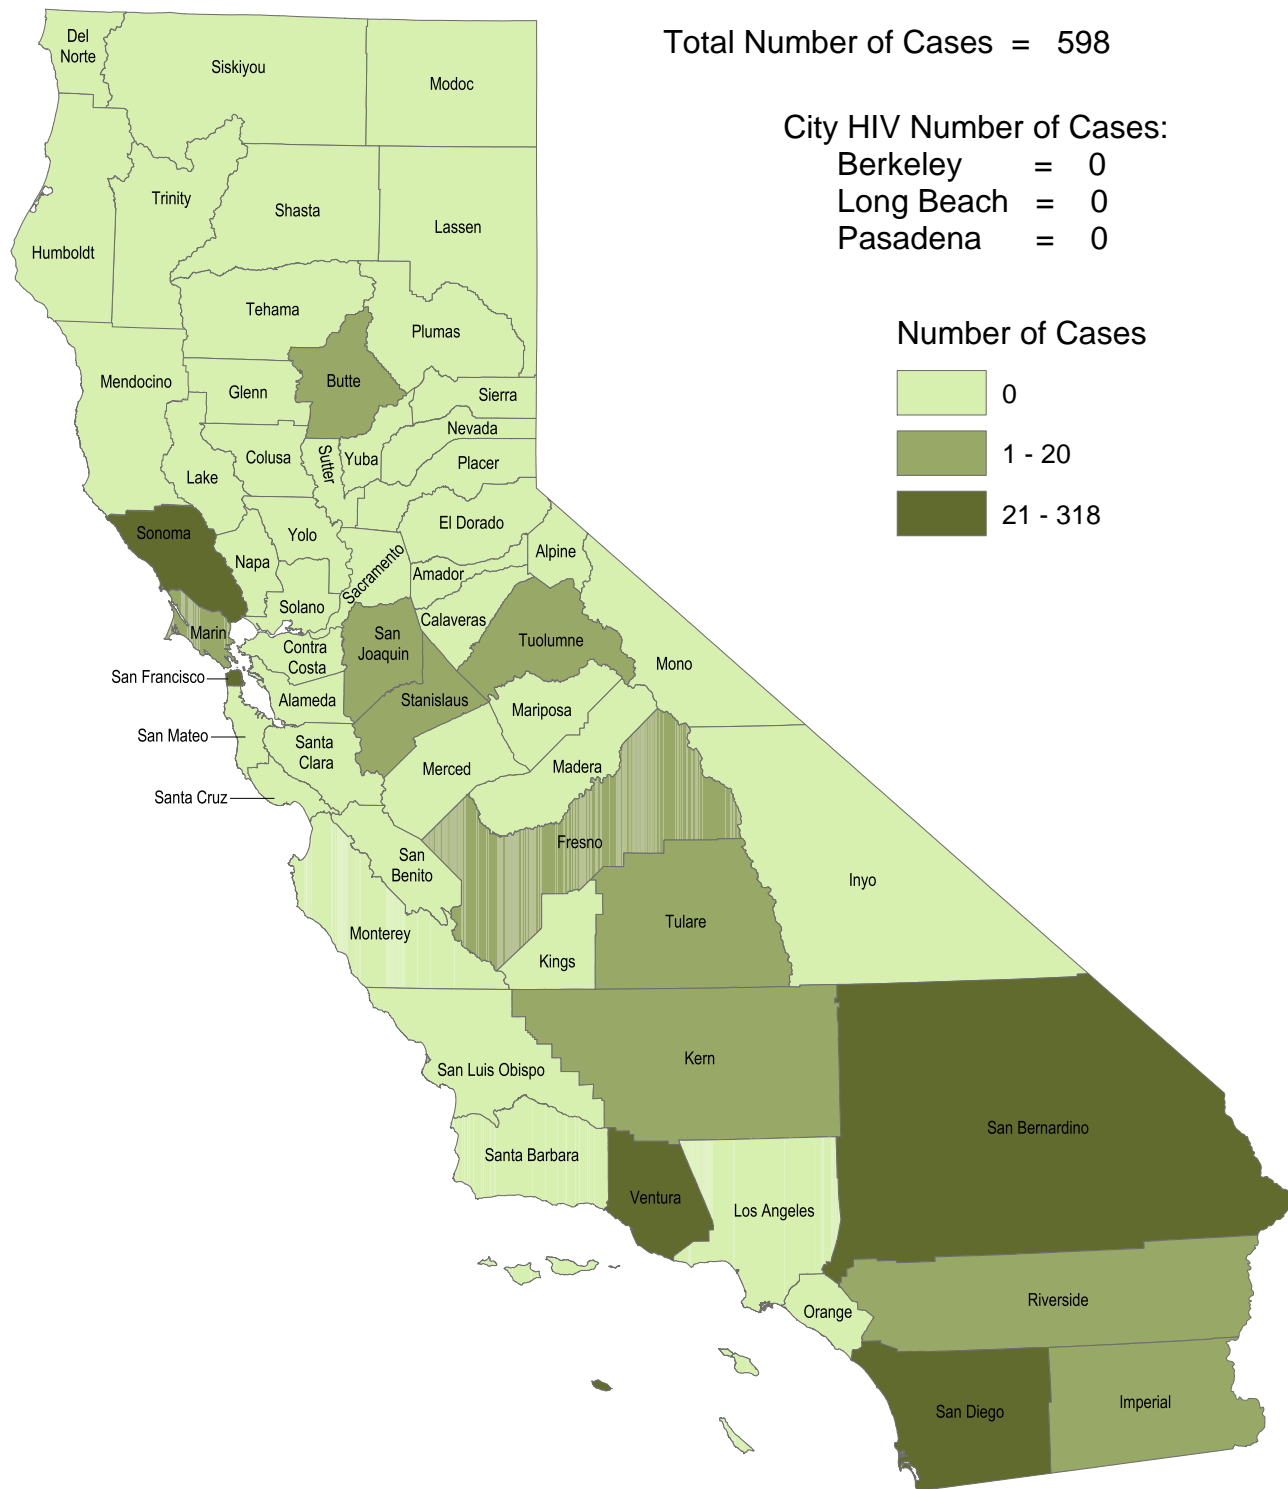 Total Number of Cases = 598
City HIV Number of Cases:
Berkeley = 0
Long Beach = 0
Pasadena = 0
Number of Cases
0
1 - 20
21 - 318
Del
Norte
Siskiyou
Modoc
Trinity
Shasta
Lassen
Humboldt
Tehama
Plumas
Mendocino
Glenn
Butte
Sierra
Nevada
Lake
Colusa
Sutter
Yuba
Placer
Sonoma
Napa
Yolo
El Dorado
Sacramento
Alpine
Amador
Solano
Calaveras
Marin
Contra
Costa
San
Joaquin
Tuolumne
Mono
San Francisco
Alameda
Stanislaus
Mariposa
San Mateo
Santa
Clara
Merced
Madera
Santa Cruz
Fresno
San
Benito
Inyo
Monterey
Tulare
Kings
San Luis Obispo
Kern
San Bernardino
Santa Barbara
Ventura
Los Angeles
Orange
Riverside
San Diego
Imperial